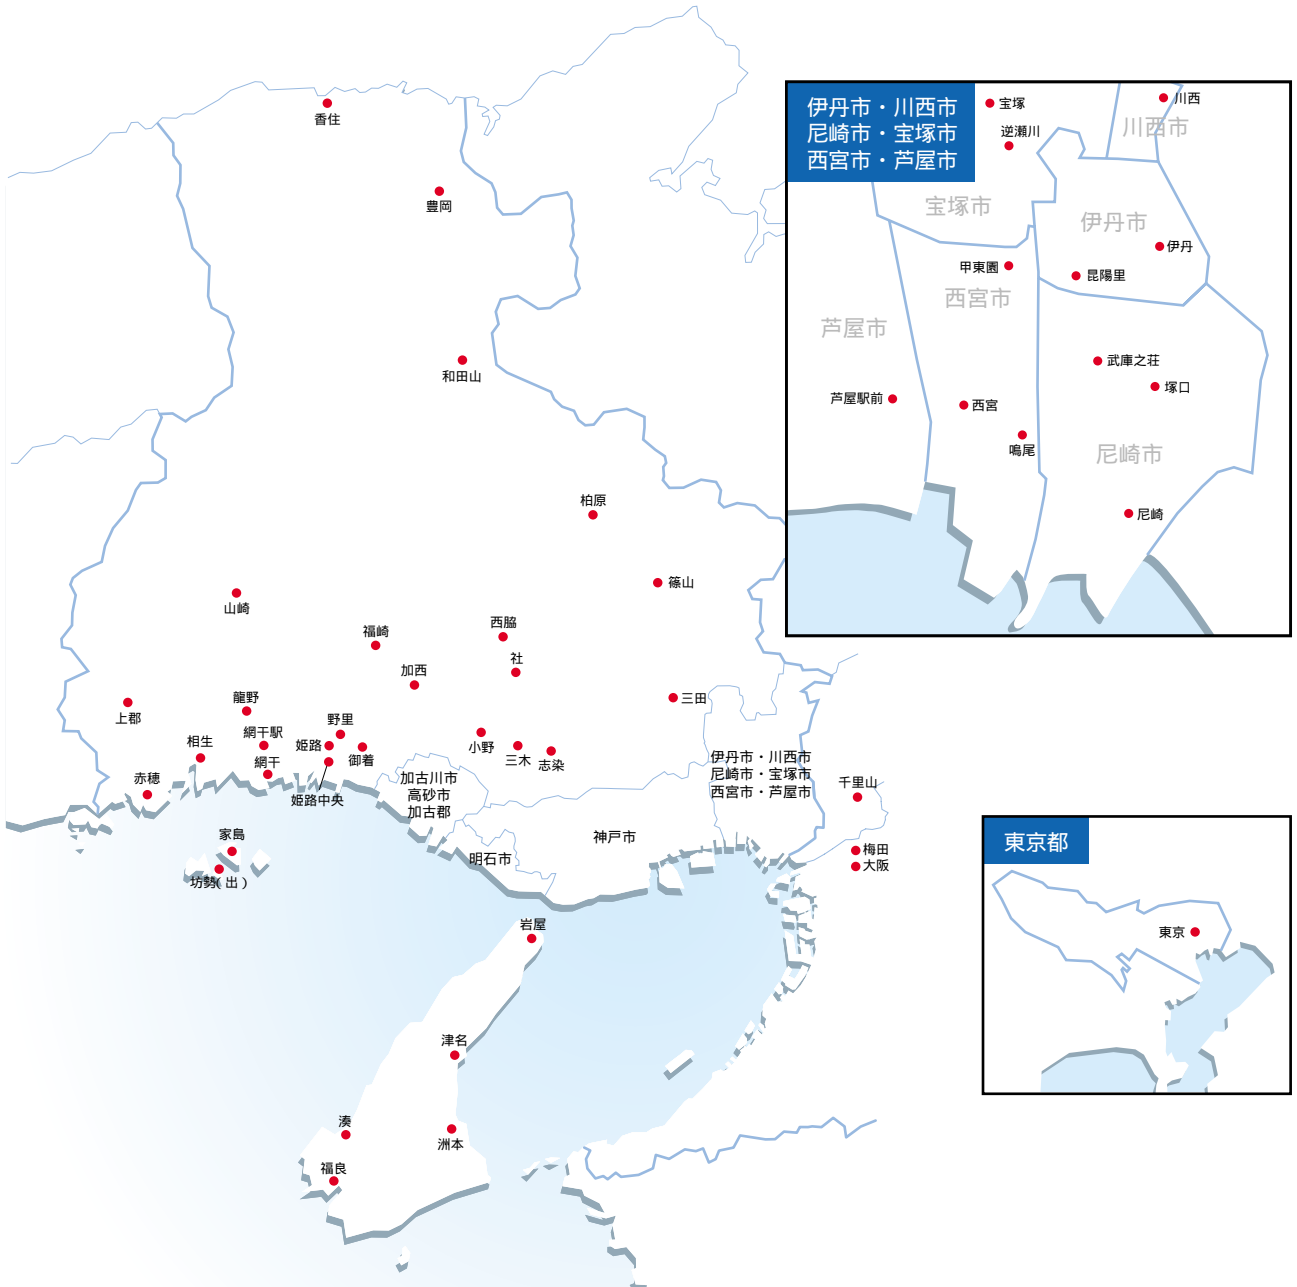 香住
豊岡
和田山
柏原
篠山
山崎
福崎
西脇
加西
社
三田
上郡
龍野
相生
網干駅
網干
野里
姫路
御着
姫路中央
赤穂
小野
三木
志染
加古川市
高砂市
加古郡
明石市
神戸市
伊丹市・川西市
尼崎市・宝塚市
西宮市・芦屋市
千里山
梅田
大阪
家島
坊勢(出)
岩屋
津名
湊
洲本
福良
伊丹市・川西市
尼崎市・宝塚市
西宮市・芦屋市
宝塚
逆瀬川
川西
川西市
宝塚市
伊丹市
伊丹
甲東園
昆陽里
西宮市
芦屋市
武庫之荘
塚口
芦屋駅前
西宮
鳴尾
尼崎市
尼崎
東京都
東京